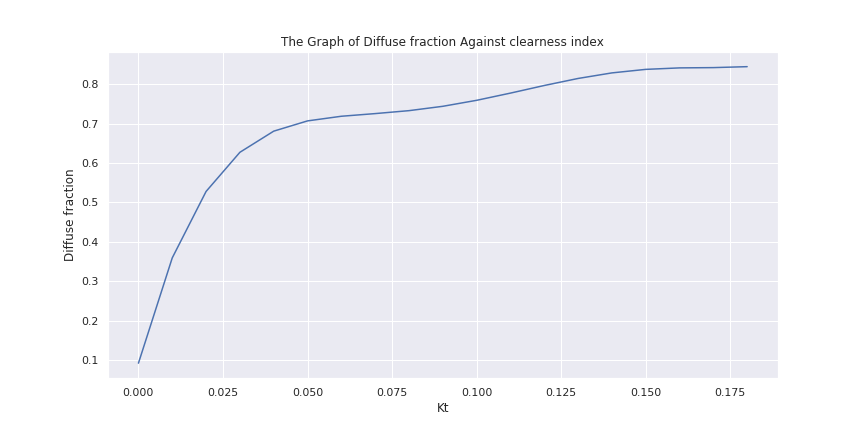 The Graph of Diffuse fraction Against clearness index
Diffuse fraction
0.8
0.7
0.6
0.5
0.4
0.3
0.2
0.1
0.000 0.025 0.050 0.075 0.100 0.125 0.150 0.175
Kt